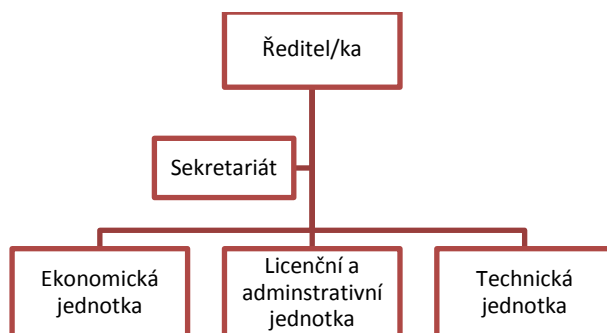 Ředitel/ka
Sekretariát
Ekonomická
jednotka
Licenční a
adminstrativní
jednotka
Technická
jednotka